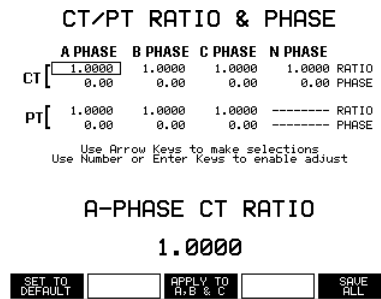 CT/PT RATIO & PHASE
A PHASE B PHASE C PHASE N PHASE
CT [ 1.0000 1.0000 1.0000 1.0000 RATIO
0.00 0.00 0.00 0.00 PHASE
PT [ 1.0000 1.0000 1.0000 -------- RATIO
0.00 0.00 0.00 -------- PHASE
Use Arrow Keys to make selections
Use Number or Enter Keys to enable adjust
A-PHASE CT RATIO
1.0000
SET TO DEFAULT
APPLY TO A,B & C
SAVE ALL